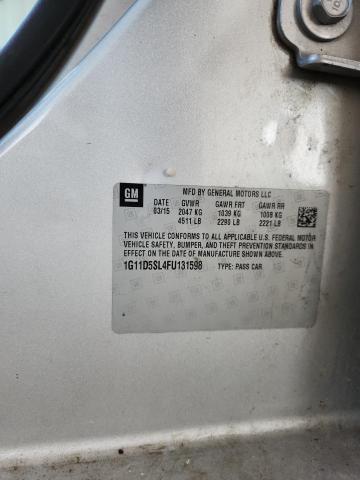 GM
MFD BY GENERAL MOTORS LLC
DATE GVWR GAWR FRT GAWR RR
03/15 2047 KG 1039 KG 1008 KG
4511 LB 2290 LB 2221 LB
THIS VEHICLE CONFORMS TO ALL APPLICABLE U.S. FEDERAL MOTOR
VEHICLE SAFETY, BUMPER, AND THEFT PREVENTION STANDARDS IN
EFFECT ON THE DATE OF MANUFACTURE SHOWN ABOVE.
1G11D5SL4FU131598 TYPE: PASS CAR